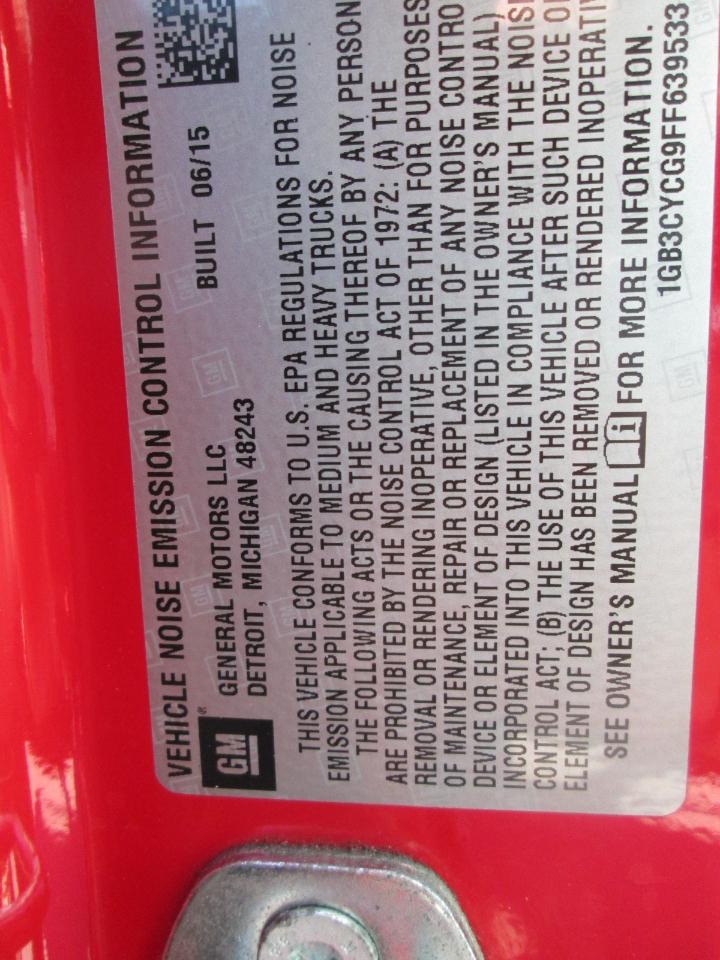 VEHICLE NOISE EMISSION CONTROL INFORMATION
GM®
GENERAL MOTORS LLC
DETROIT, MICHIGAN 48243
BUILT 06/15
THIS VEHICLE CONFORMS TO U.S. EPA REGULATIONS FOR NOISE
EMISSION APPLICABLE TO MEDIUM AND HEAVY TRUCKS.
THE FOLLOWING ACTS OR THE CAUSING THEREOF BY ANY PERSON
ARE PROHIBITED BY THE NOISE CONTROL ACT OF 1972: (A) THE
REMOVAL OR RENDERING INOPERATIVE, OTHER THAN FOR PURPOSES
OF MAINTENANCE, REPAIR OR REPLACEMENT OF ANY NOISE CONTRO
DEVICE OR ELEMENT OF DESIGN (LISTED IN THE OWNER'S MANUAL)
INCORPORATED INTO THIS VEHICLE IN COMPLIANCE WITH THE NOIS
CONTROL ACT; (B) THE USE OF THIS VEHICLE AFTER SUCH DEVICE O
ELEMENT OF DESIGN HAS BEEN REMOVED OR RENDERED INOPERATI
SEE OWNER'S MANUAL i FOR MORE INFORMATION.
1GB3CYCG9FF639533